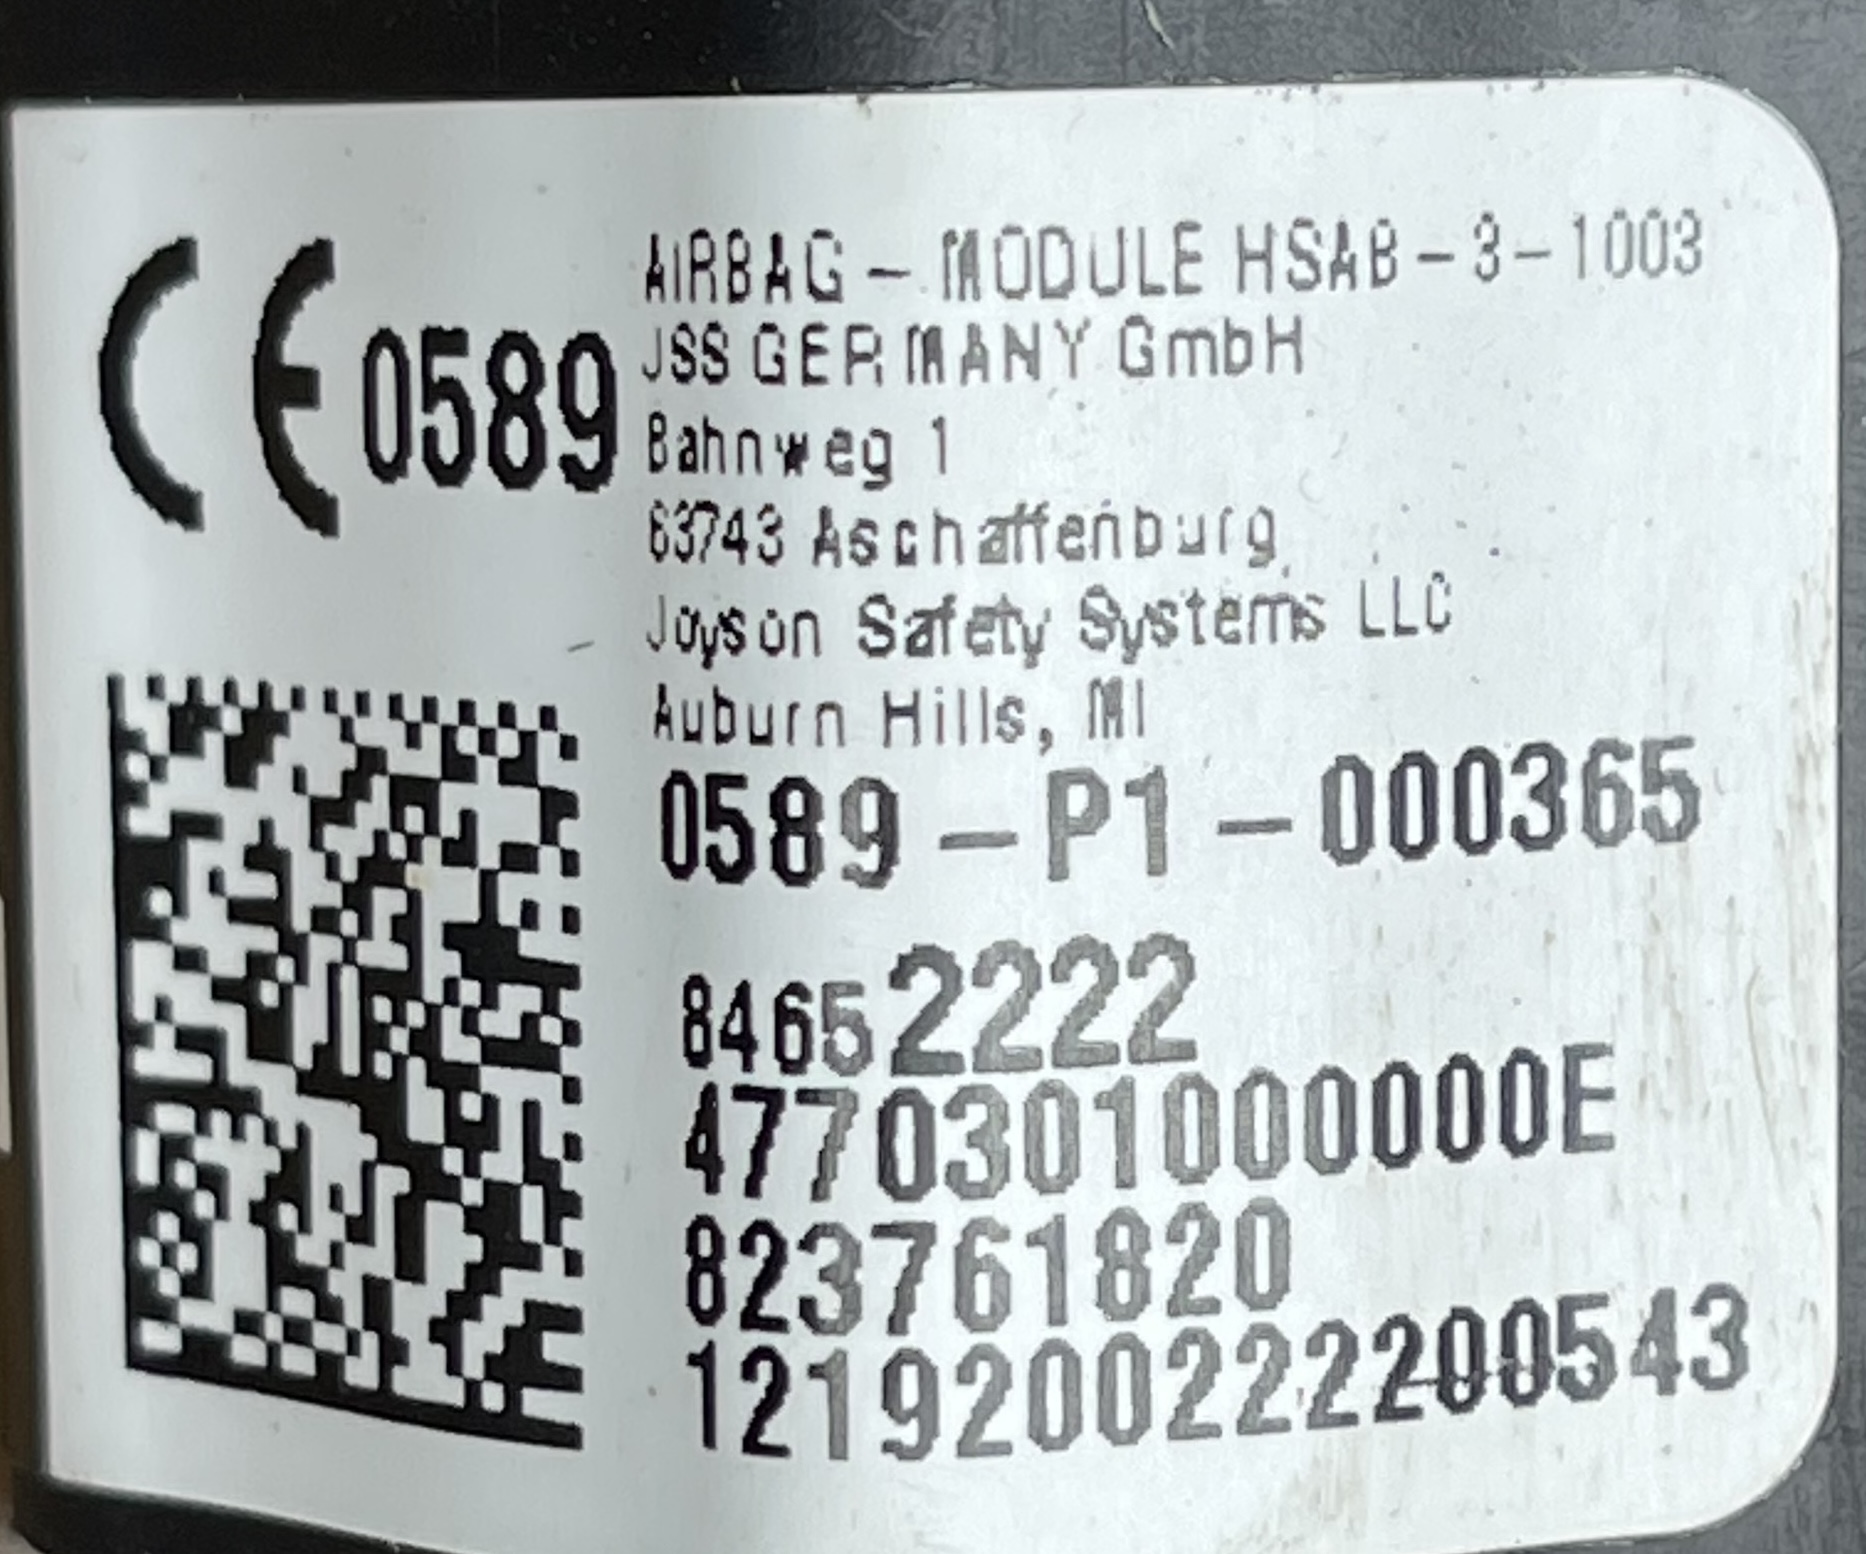 CE 0589
AIRBAG - MODULE HSAB - 3 - 1003
JSS GERMANY GmbH
Bahnweg 1
63743 Aschaffenburg
Joyson Safety Systems LLC
Auburn Hills, MI
0589 - P1 - 000365
84652222
4770301000000E
823761820
121920022200543